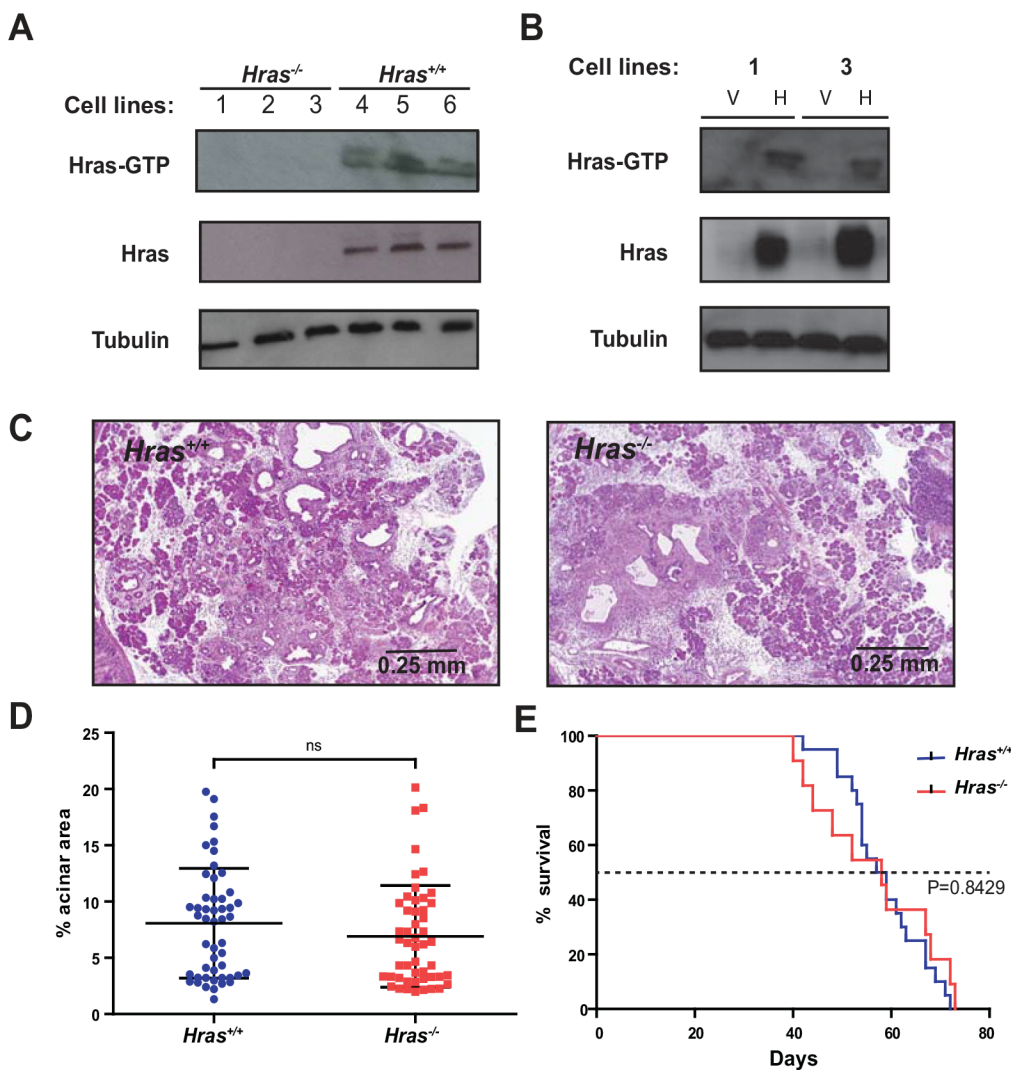 A
Hras-/- Hras+/+
Cell lines: 1 2 3 4 5 6
Hras-GTP
Hras
Tubulin
B
Cell lines: 1 3
V H V H
Hras-GTP
Hras
Tubulin
C
Hras+/+
0.25 mm
Hras-/-
0.25 mm
D
25
20
15
10
5
0
% acinar area
ns
Hras+/+ Hras-/-
E
100
80
60
40
20
0
% survival
Hras+/+
Hras-/-
P=0.8429
0 20 40 60 80
Days